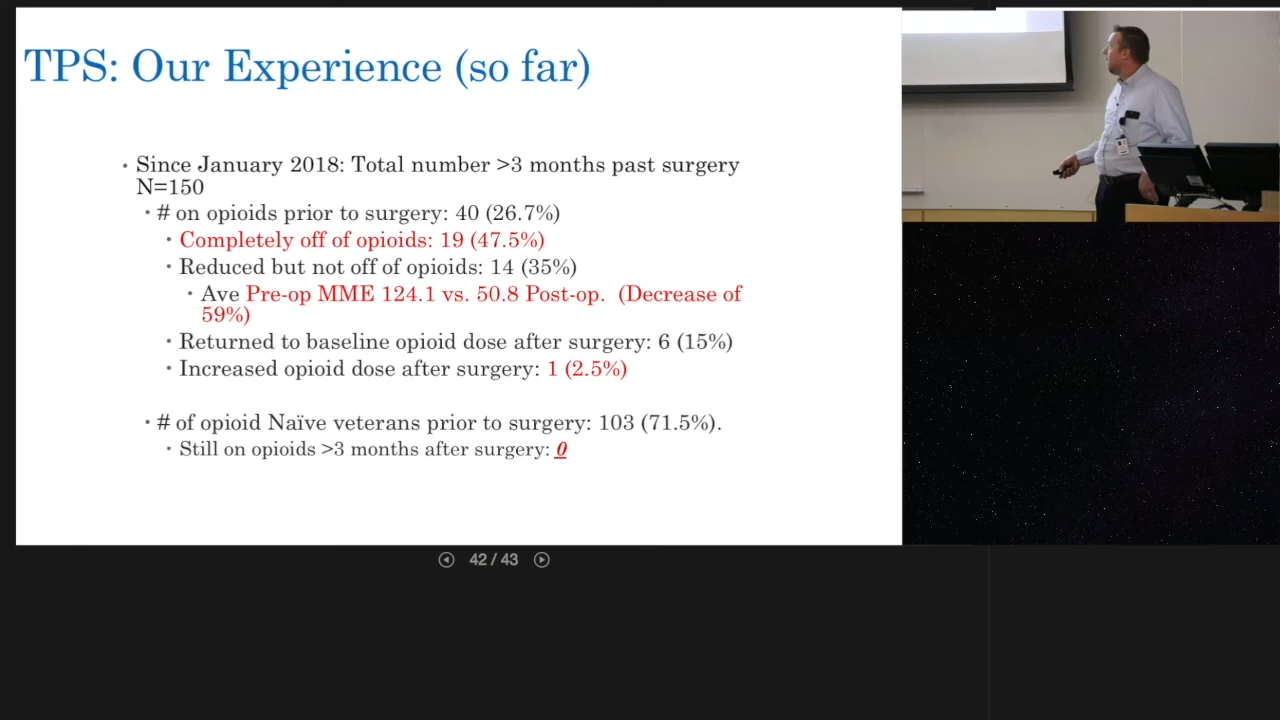 TPS: Our Experience (so far)
• Since January 2018: Total number >3 months past surgery
N=150
• # on opioids prior to surgery: 40 (26.7%)
• Completely off of opioids: 19 (47.5%)
• Reduced but not off of opioids: 14 (35%)
• Ave Pre-op MME 124.1 vs. 50.8 Post-op. (Decrease of
59%)
• Returned to baseline opioid dose after surgery: 6 (15%)
• Increased opioid dose after surgery: 1 (2.5%)
• # of opioid Naïve veterans prior to surgery: 103 (71.5%).
• Still on opioids >3 months after surgery: 0
42 / 43